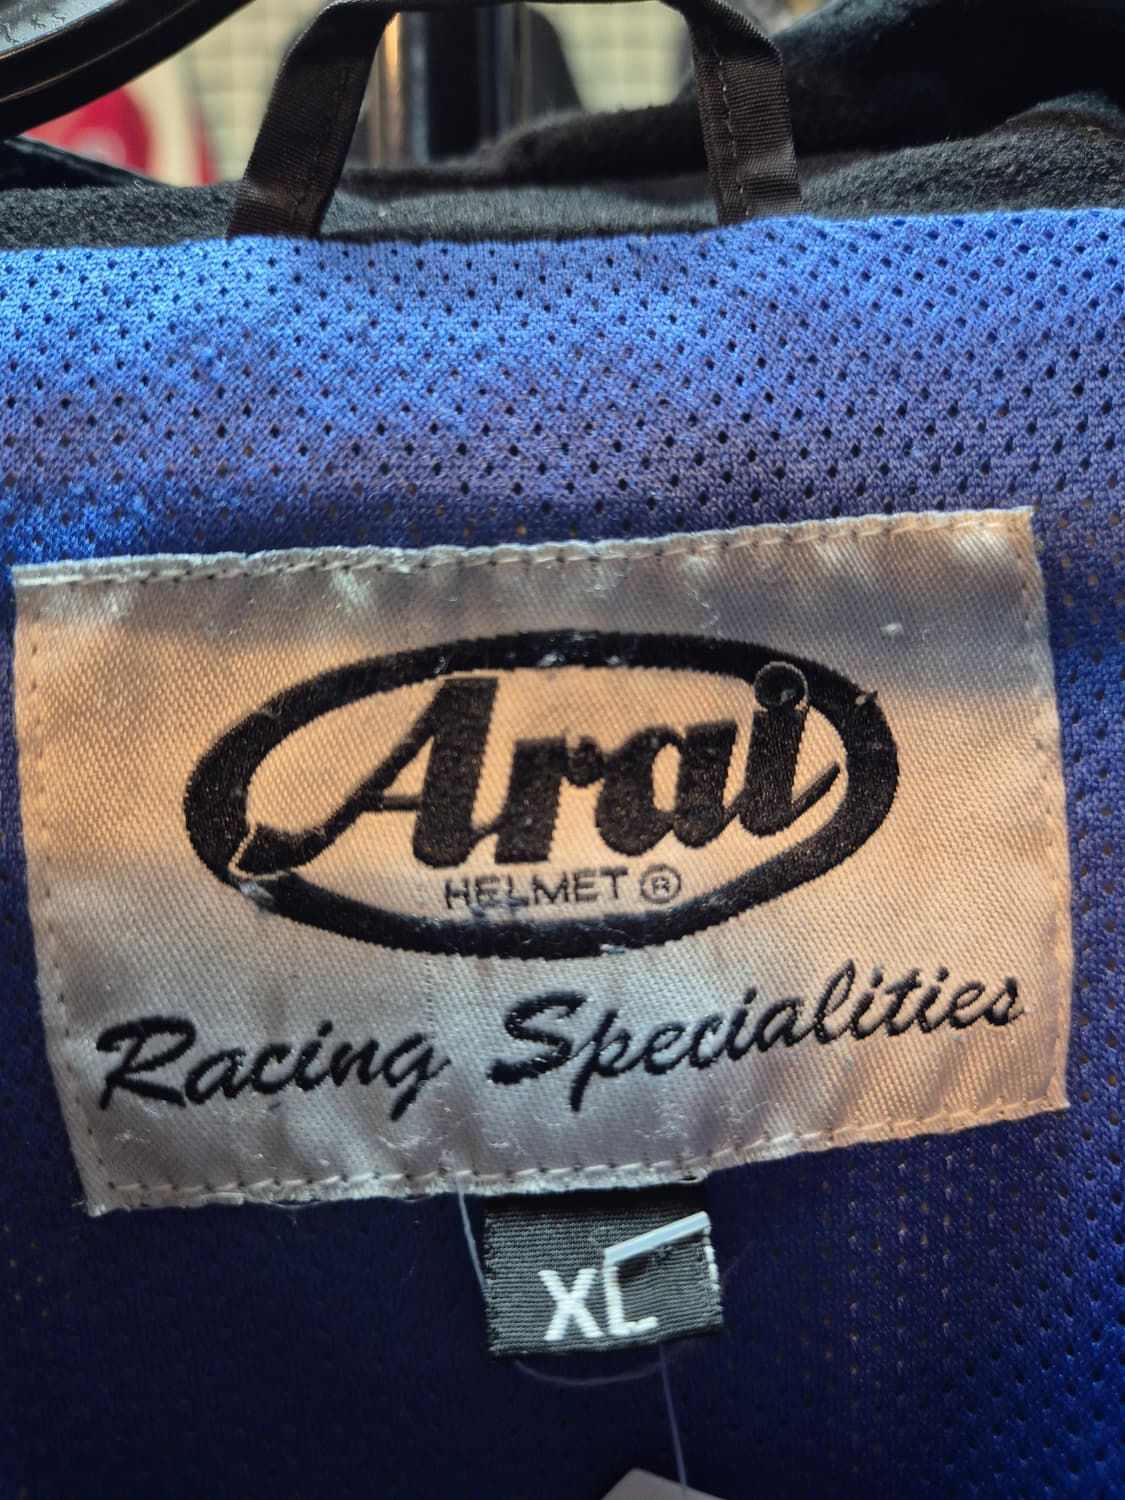 Arai
HELMET ®
Racing Specialities
XL